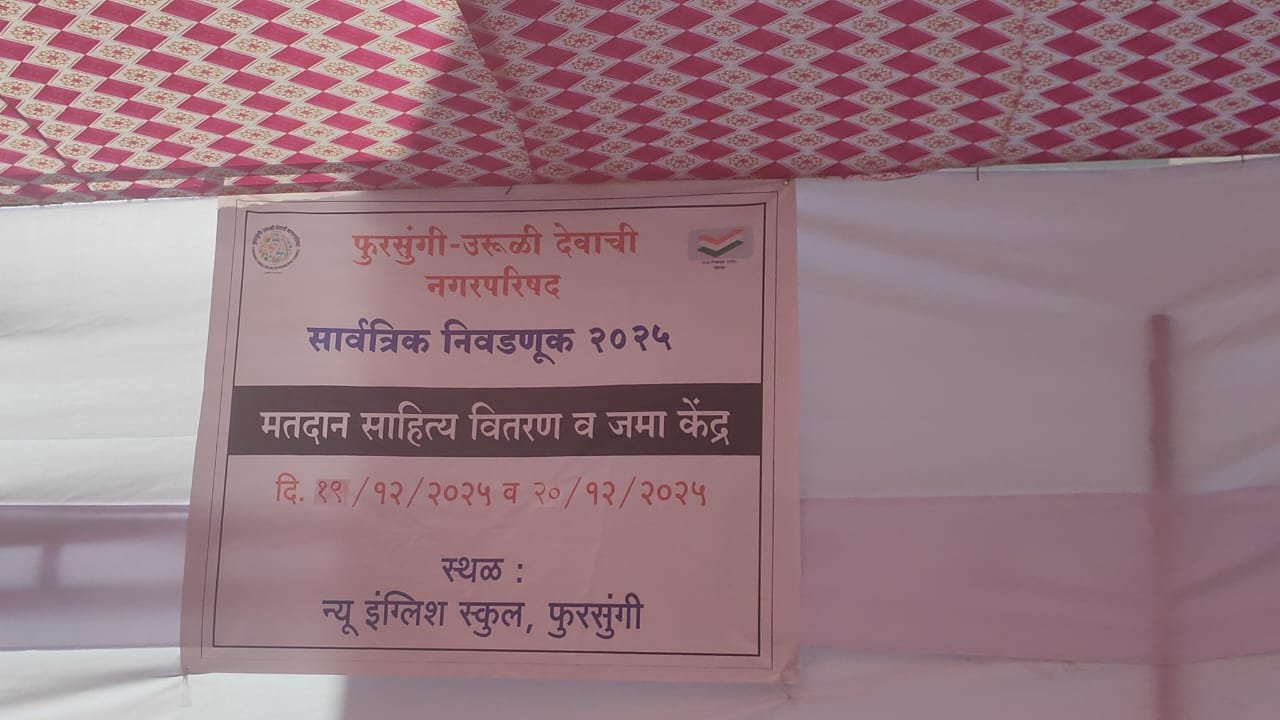 फुरसुंगी-उरूळी देवाची
नगरपरिषद
सार्वत्रिक निवडणूक २०२५
मतदान साहित्य वितरण व जमा केंद्र
दि. १९/१२/२०२५ व २०/१२/२०२५
स्थळ :
न्यू इंग्लिश स्कुल, फुरसुंगी